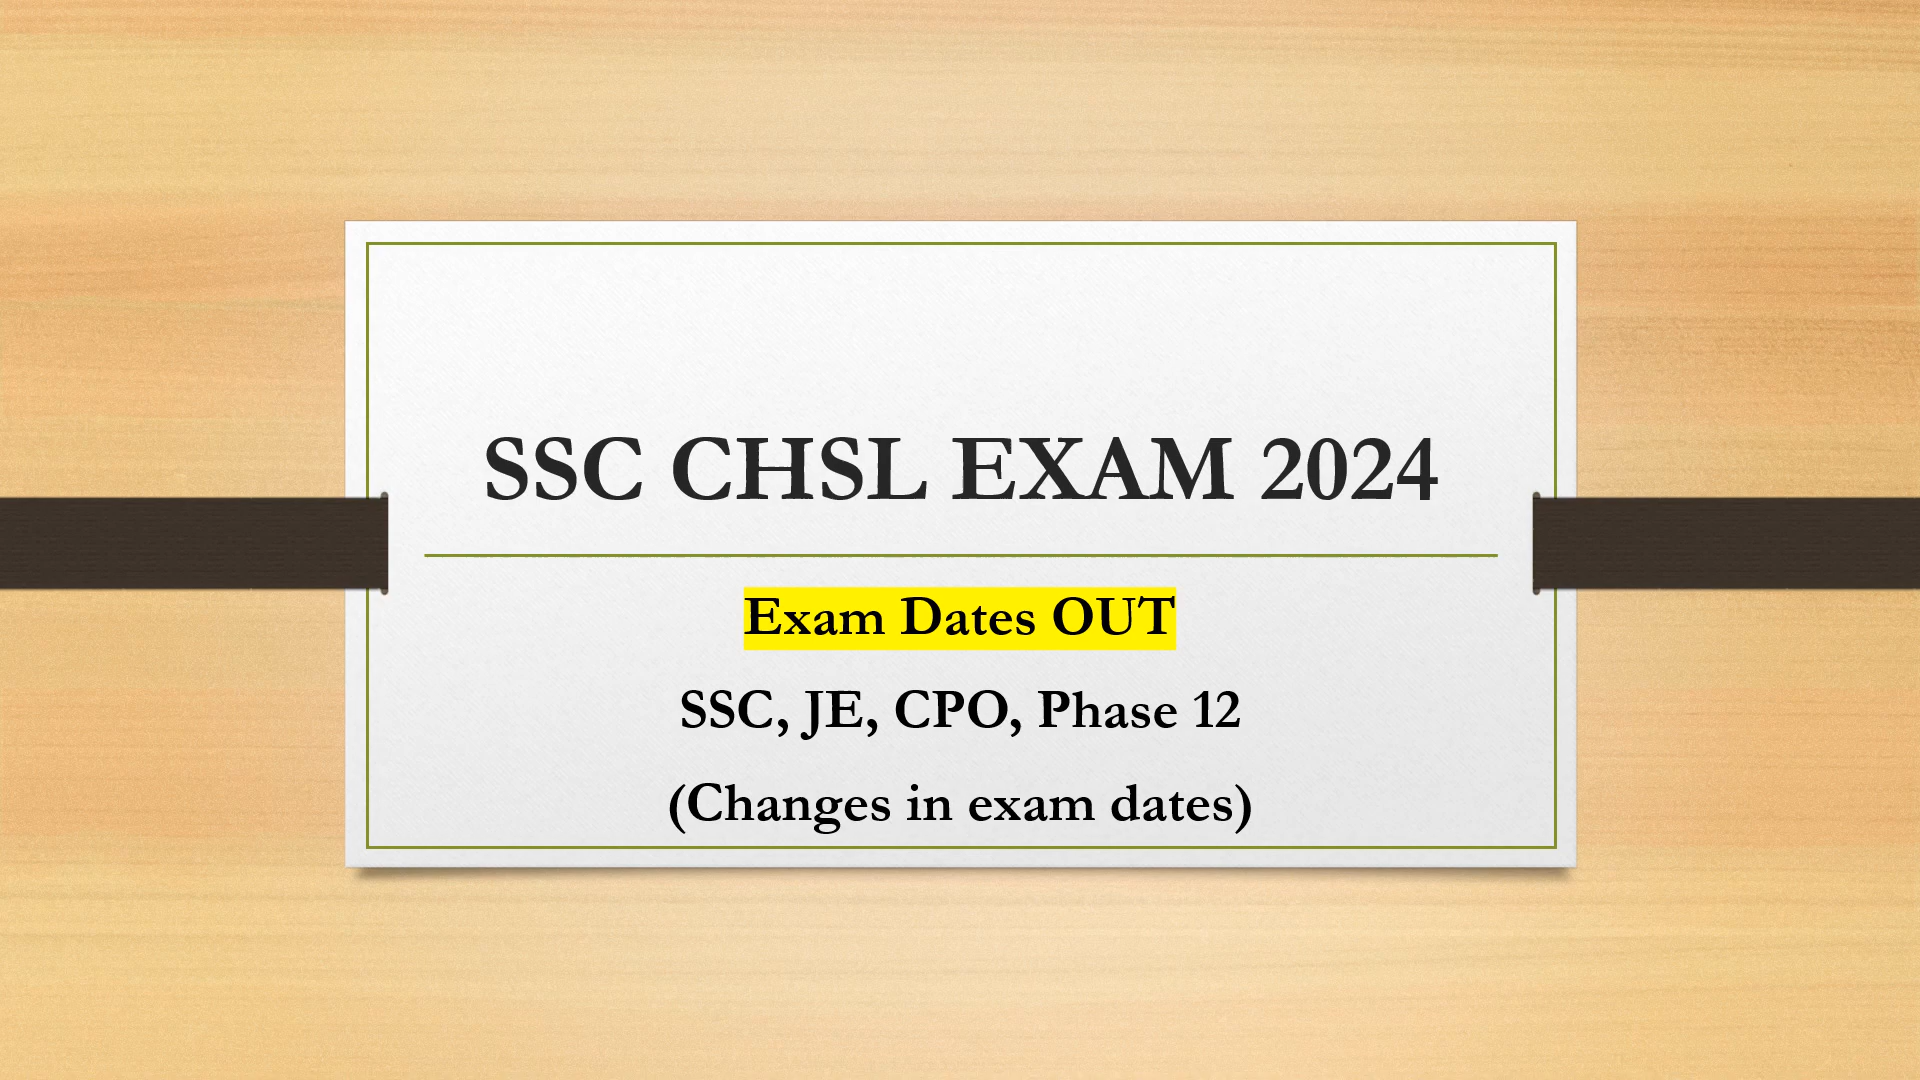 SSC CHSL EXAM 2024
Exam Dates OUT
SSC, JE, CPO, Phase 12
(Changes in exam dates)